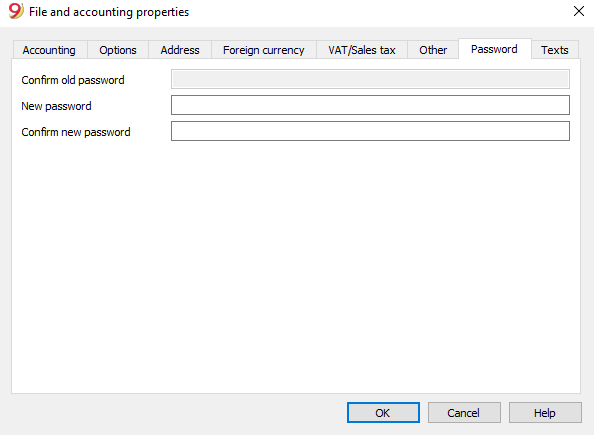 9 File and accounting properties
Accounting Options Address Foreign currency VAT/Sales tax Other Password Texts
Confirm old password
New password
Confirm new password
OK Cancel Help